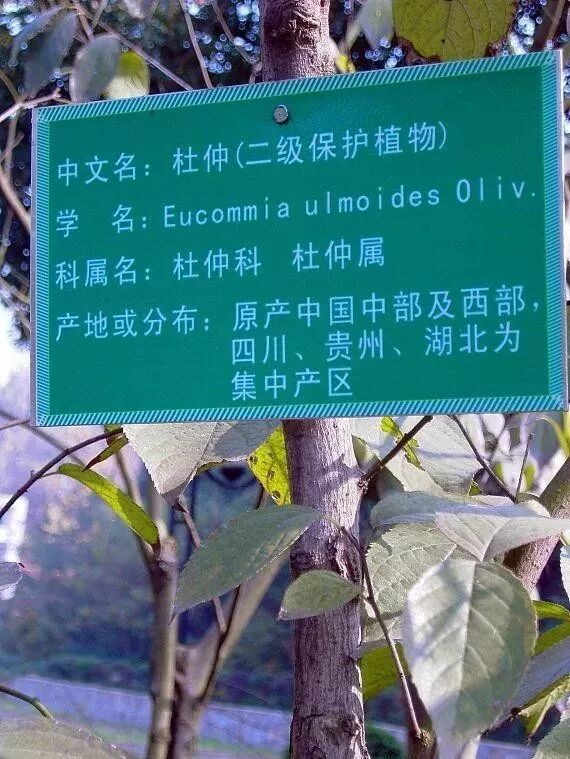 中文名：杜仲(二级保护植物)
学 名：Eucommia ulmoides Oliv.
科属名：杜仲科 杜仲属
产地或分布：原产中国中部及西部，
四川、贵州、湖北为
集中产区